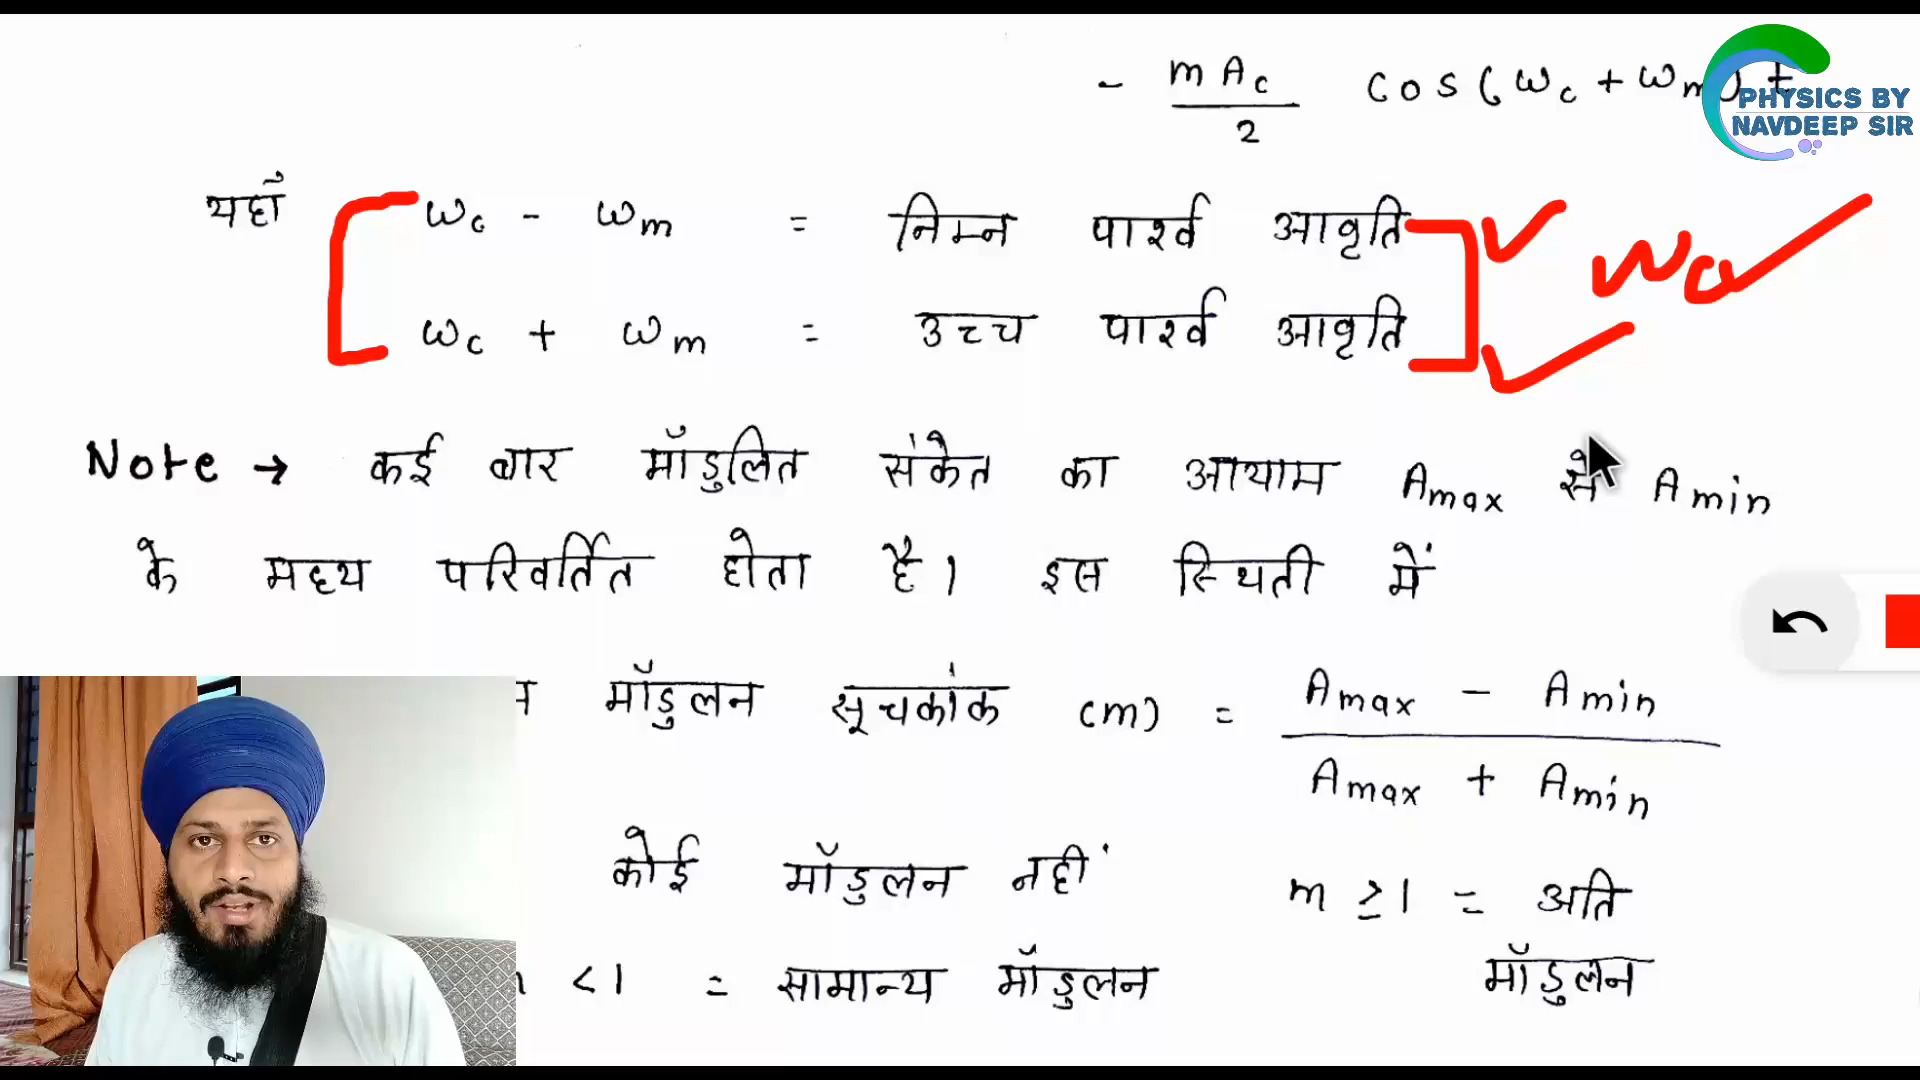 - m Ac / 2 cos(ωc + ωm) t
PHYSICS BY
NAVDEEP SIR
यहाँ ωc - ωm = निम्न पार्श्व आवृति
ωc + ωm = उच्च पार्श्व आवृति
Wc
Note → कई बार मॉडुलित संकेत का आयाम Amax से Amin
के मध्य परिवर्तित होता है। इस स्थिती में
मॉडुलन सूचकांक (m) = Amax - Amin / Amax + Amin
कोई मॉडुलन नहीं m ≥ 1 = अति
< 1 = सामान्य मॉडुलन मॉडुलन